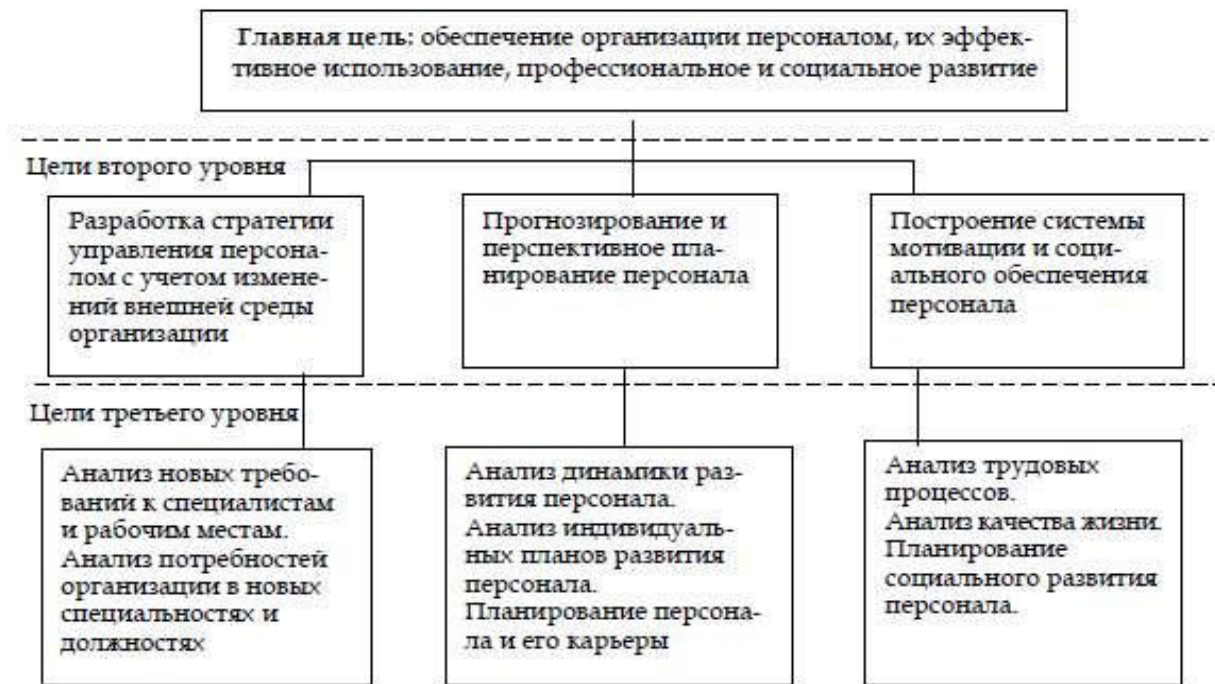 Главная цель: обеспечение организации персоналом, их эффек-
тивное использование, профессиональное и социальное развитие
Цели второго уровня
Разработка стратегии
управления персона-
лом с учетом измене-
ний внешней среды
организации
Прогнозирование и
перспективное пла-
нирование персонала
Построение системы
мотивации и соци-
ального обеспечения
персонала
Цели третьего уровня
Анализ новых требо-
ваний к специалистам
и рабочим местам.
Анализ потребностей
организации в новых
специальностях и
должностях
Анализ динамики раз-
вития персонала.
Анализ индивидуаль-
ных планов развития
персонала.
Планирование персона-
ла и его карьеры
Анализ трудовых
процессов.
Анализ качества жизни.
Планирование
социального развития
персонала.